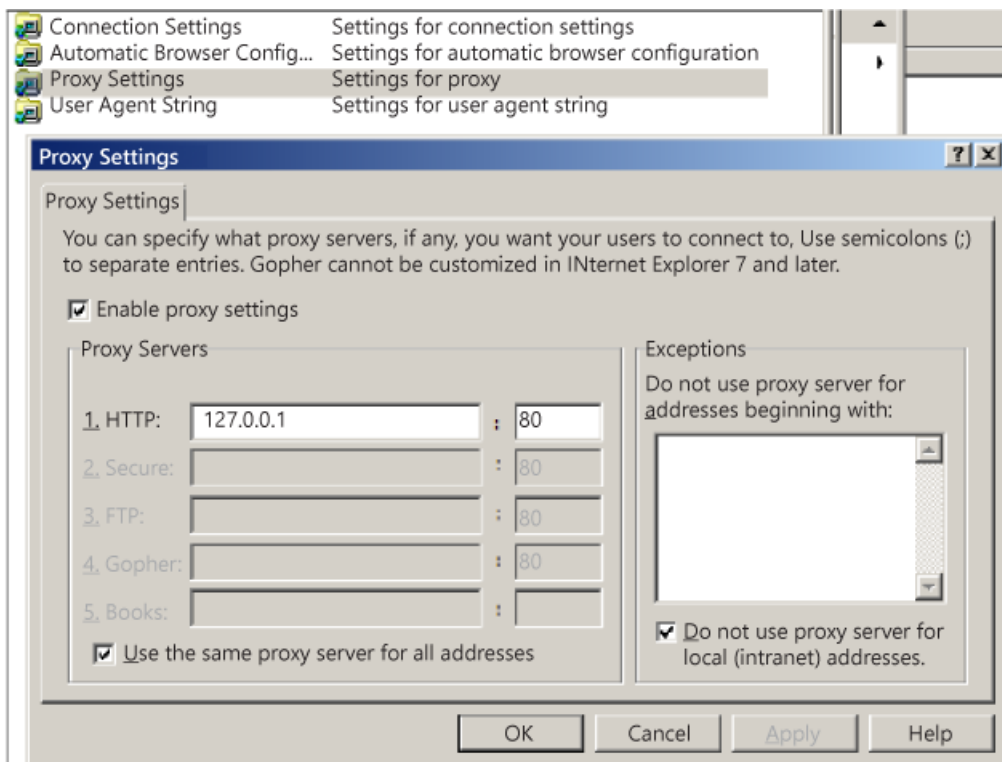 Connection Settings Settings for connection settings
Automatic Browser Config... Settings for automatic browser configuration
Proxy Settings Settings for proxy
User Agent String Settings for user agent string
Proxy Settings
Proxy Settings
You can specify what proxy servers, if any, you want your users to connect to, Use semicolons (;)
to separate entries. Gopher cannot be customized in INternet Explorer 7 and later.
Enable proxy settings
Proxy Servers
1. HTTP: 127.0.0.1 : 80
2. Secure: : 80
3. FTP: : 80
4. Gopher: : 80
5. Books: :
Use the same proxy server for all addresses
Exceptions
Do not use proxy server for
addresses beginning with:
Do not use proxy server for
local (intranet) addresses.
OK Cancel Apply Help